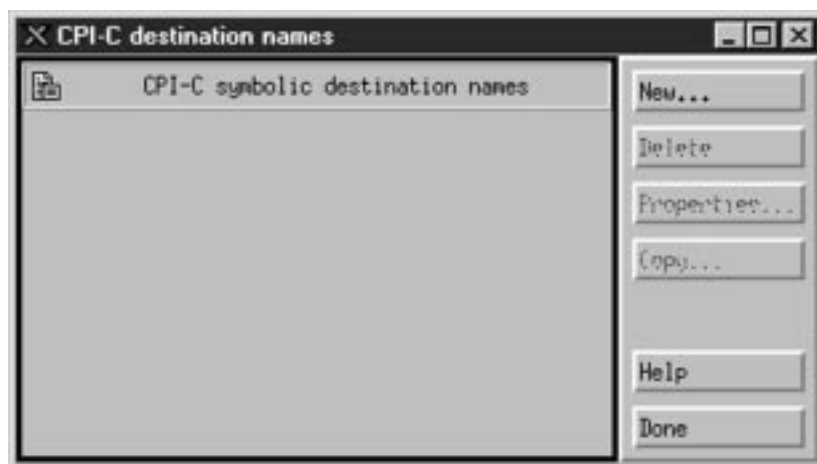 CPI-C destination names
CPI-C symbolic destination names
New...
Delete
Properties...
Copy...
Help
Done